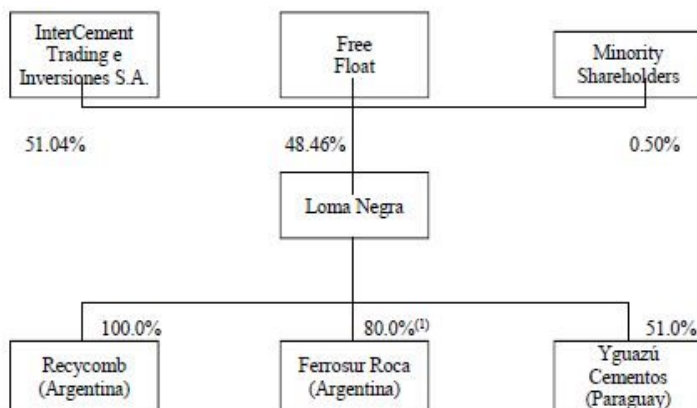 InterCement
Trading e
Inversiones S.A.
Free
Float
Minority
Shareholders
51.04%
48.46%
0.50%
Loma Negra
100.0%
80.0%(1)
51.0%
Recycomb
(Argentina)
Ferrosur Roca
(Argentina)
Yguazú
Cementos
(Paraguay)